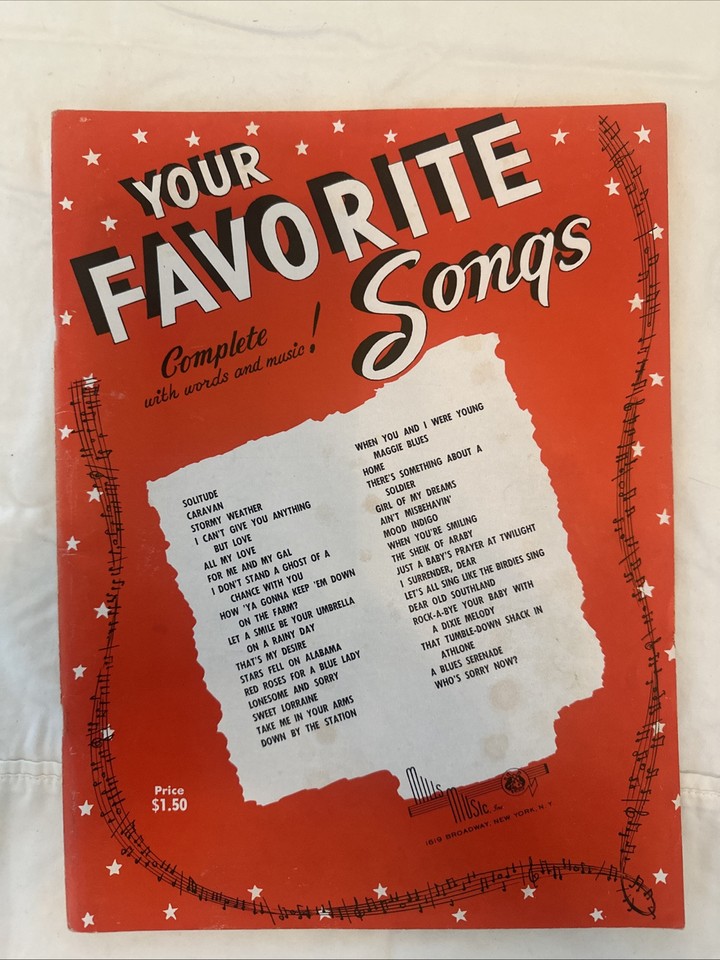 YOUR
FAVORITE
Songs
Complete !
with words and music
SOLITUDE
CARAVAN
STORMY WEATHER
I CAN'T GIVE YOU ANYTHING
BUT LOVE
ALL MY LOVE
FOR ME AND MY GAL
I DON'T STAND A GHOST OF A
CHANCE WITH YOU
HOW 'YA GONNA KEEP 'EM DOWN
ON THE FARM?
LET A SMILE BE YOUR UMBRELLA
ON A RAINY DAY
THAT'S MY DESIRE
STARS FELL ON ALABAMA
RED ROSES FOR A BLUE LADY
LONESOME AND SORRY
SWEET LORRAINE
TAKE ME IN YOUR ARMS
DOWN BY THE STATION
WHEN YOU AND I WERE YOUNG
MAGGIE BLUES
HOME
THERE'S SOMETHING ABOUT A
SOLDIER
GIRL OF MY DREAMS
AIN'T MISBEHAVIN'
MOOD INDIGO
WHEN YOU'RE SMILING
THE SHEIK OF ARABY
JUST A BABY'S PRAYER AT TWILIGHT
I SURRENDER, DEAR
LET'S ALL SING LIKE THE BIRDIES SING
DEAR OLD SOUTHLAND
ROCK-A-BYE YOUR BABY WITH
A DIXIE MELODY
THAT TUMBLE-DOWN SHACK IN
ATHLONE
A BLUES SERENADE
WHO'S SORRY NOW?
Price
$1.50
Mills Music Inc
1619 BROADWAY, NEW YORK, N.Y.